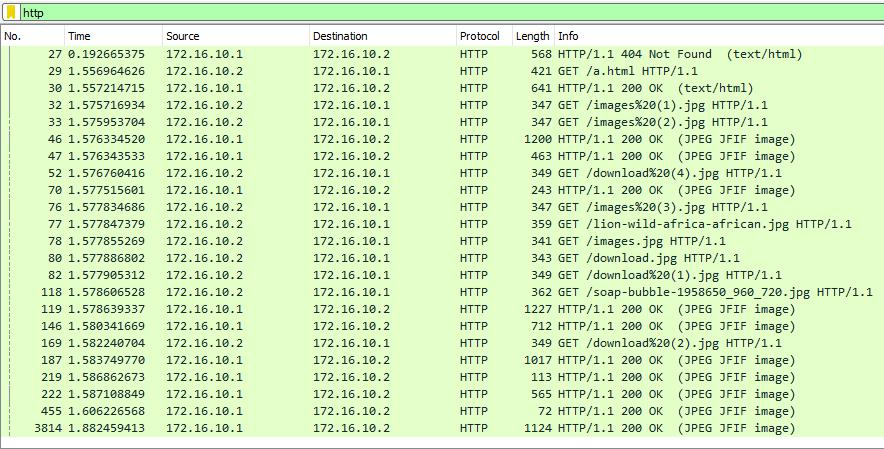 http
No. Time Source Destination Protocol Length Info
27 0.192665375 172.16.10.1 172.16.10.2 HTTP 568 HTTP/1.1 404 Not Found (text/html)
29 1.556964626 172.16.10.2 172.16.10.1 HTTP 421 GET /a.html HTTP/1.1
30 1.557214715 172.16.10.1 172.16.10.2 HTTP 641 HTTP/1.1 200 OK (text/html)
32 1.575716934 172.16.10.2 172.16.10.1 HTTP 347 GET /images%20(1).jpg HTTP/1.1
33 1.575953704 172.16.10.2 172.16.10.1 HTTP 347 GET /images%20(2).jpg HTTP/1.1
46 1.576334520 172.16.10.1 172.16.10.2 HTTP 1200 HTTP/1.1 200 OK (JPEG JFIF image)
47 1.576343533 172.16.10.1 172.16.10.2 HTTP 463 HTTP/1.1 200 OK (JPEG JFIF image)
52 1.576760416 172.16.10.2 172.16.10.1 HTTP 349 GET /download%20(4).jpg HTTP/1.1
70 1.577515601 172.16.10.1 172.16.10.2 HTTP 243 HTTP/1.1 200 OK (JPEG JFIF image)
76 1.577834686 172.16.10.2 172.16.10.1 HTTP 347 GET /images%20(3).jpg HTTP/1.1
77 1.577847379 172.16.10.2 172.16.10.1 HTTP 359 GET /lion-wild-africa-african.jpg HTTP/1.1
78 1.577855269 172.16.10.2 172.16.10.1 HTTP 341 GET /images.jpg HTTP/1.1
80 1.577886802 172.16.10.2 172.16.10.1 HTTP 343 GET /download.jpg HTTP/1.1
82 1.577905312 172.16.10.2 172.16.10.1 HTTP 349 GET /download%20(1).jpg HTTP/1.1
118 1.578606528 172.16.10.2 172.16.10.1 HTTP 362 GET /soap-bubble-1958650_960_720.jpg HTTP/1.1
119 1.578639337 172.16.10.1 172.16.10.2 HTTP 1227 HTTP/1.1 200 OK (JPEG JFIF image)
146 1.580341669 172.16.10.1 172.16.10.2 HTTP 712 HTTP/1.1 200 OK (JPEG JFIF image)
169 1.582240704 172.16.10.2 172.16.10.1 HTTP 349 GET /download%20(2).jpg HTTP/1.1
187 1.583749770 172.16.10.1 172.16.10.2 HTTP 1017 HTTP/1.1 200 OK (JPEG JFIF image)
219 1.586862673 172.16.10.1 172.16.10.2 HTTP 113 HTTP/1.1 200 OK (JPEG JFIF image)
222 1.587108849 172.16.10.1 172.16.10.2 HTTP 565 HTTP/1.1 200 OK (JPEG JFIF image)
455 1.606226568 172.16.10.1 172.16.10.2 HTTP 72 HTTP/1.1 200 OK (JPEG JFIF image)
3814 1.882459413 172.16.10.1 172.16.10.2 HTTP 1124 HTTP/1.1 200 OK (JPEG JFIF image)